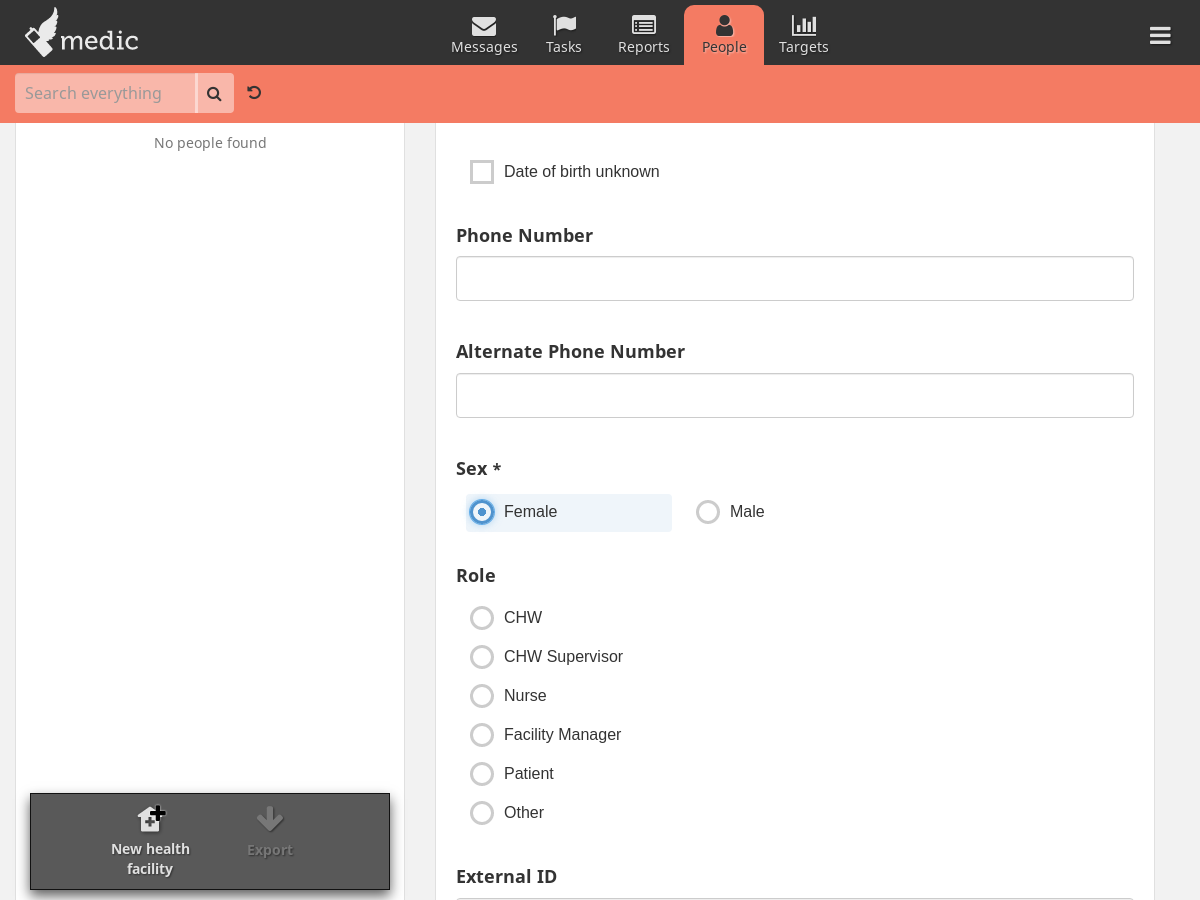 medic
Messages
Tasks
Reports
People
Targets
Search everything
No people found
Date of birth unknown
Phone Number
Alternate Phone Number
Sex *
Female
Male
Role
CHW
CHW Supervisor
Nurse
Facility Manager
Patient
Other
New health
facility
Export
External ID